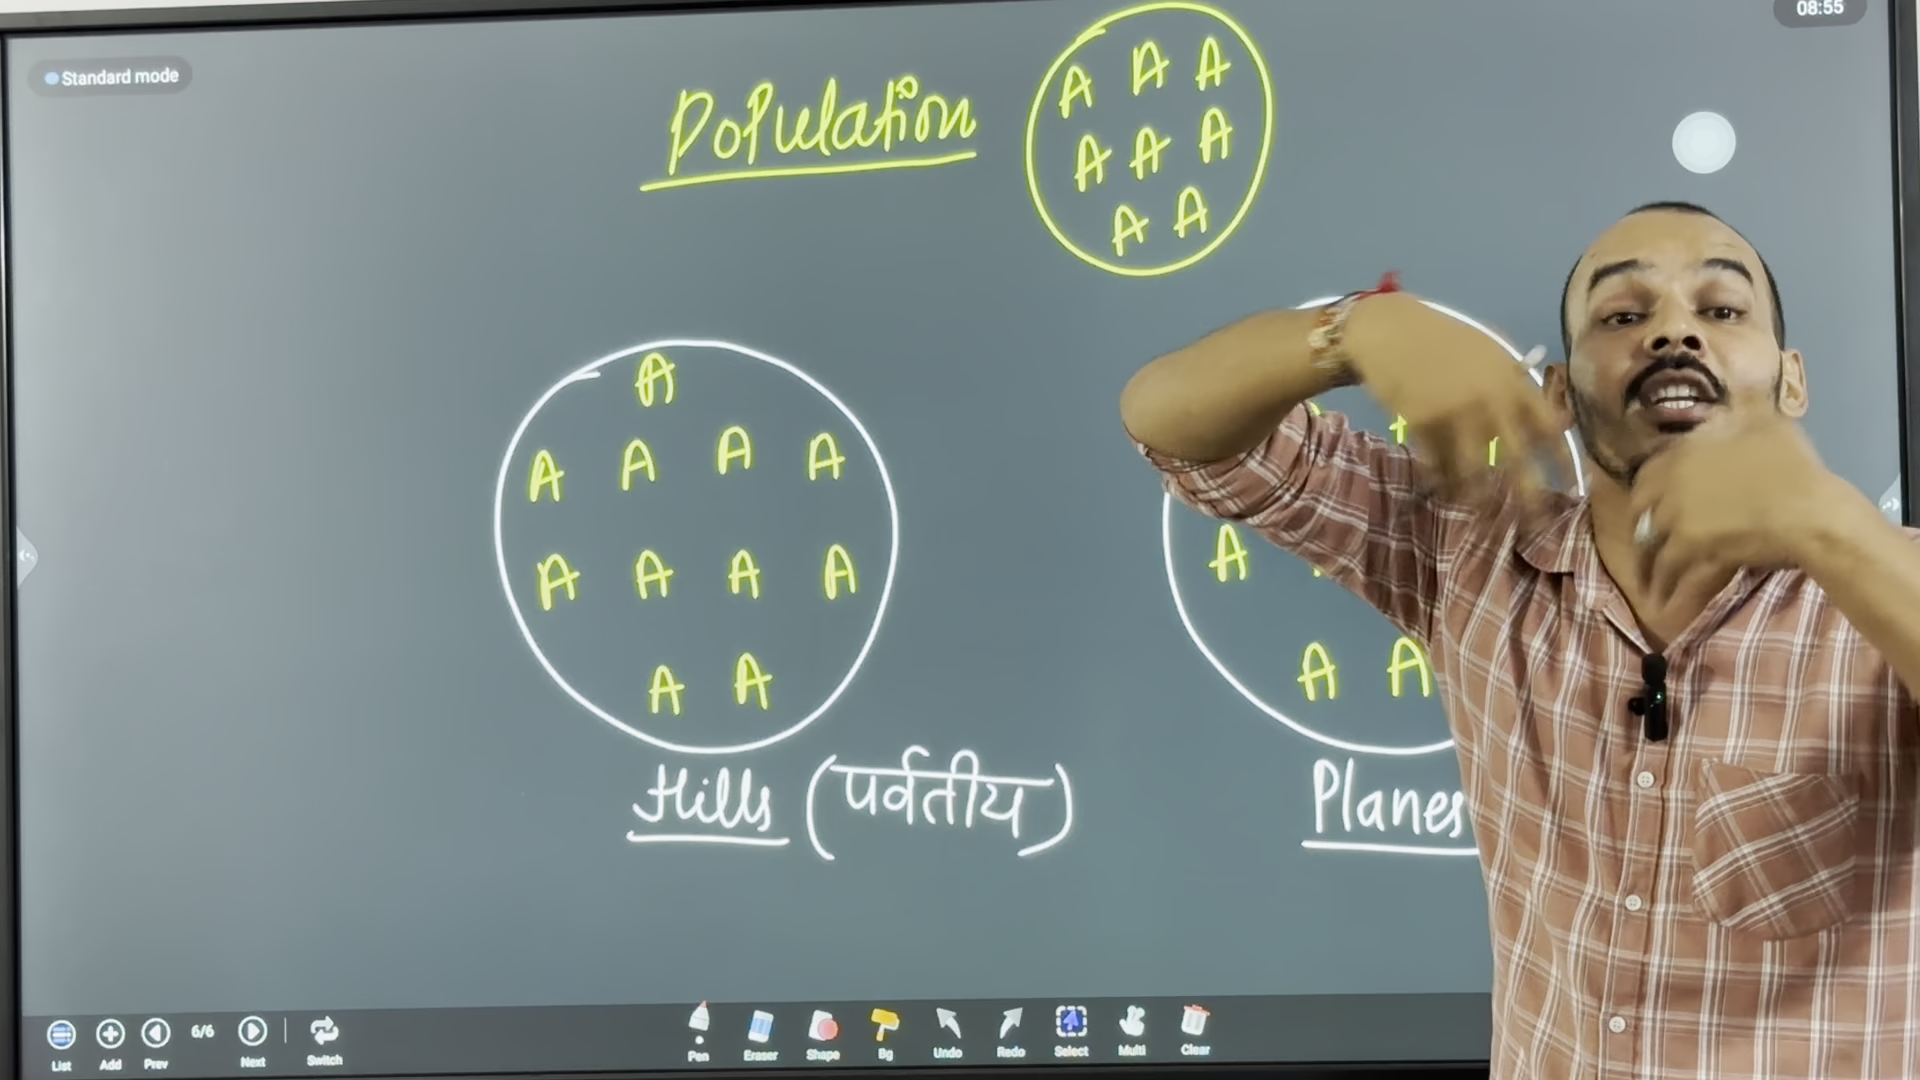 08:55
Standard mode
Population
A A A
A A A
A A
A
A A A A
A A A A
A A
A
A A
Hills (पर्वतीय)
Planes
List
Add
Prev
6/6
Next
Switch
Pen
Eraser
Shape
Bg
Undo
Redo
Select
Multi
Clear